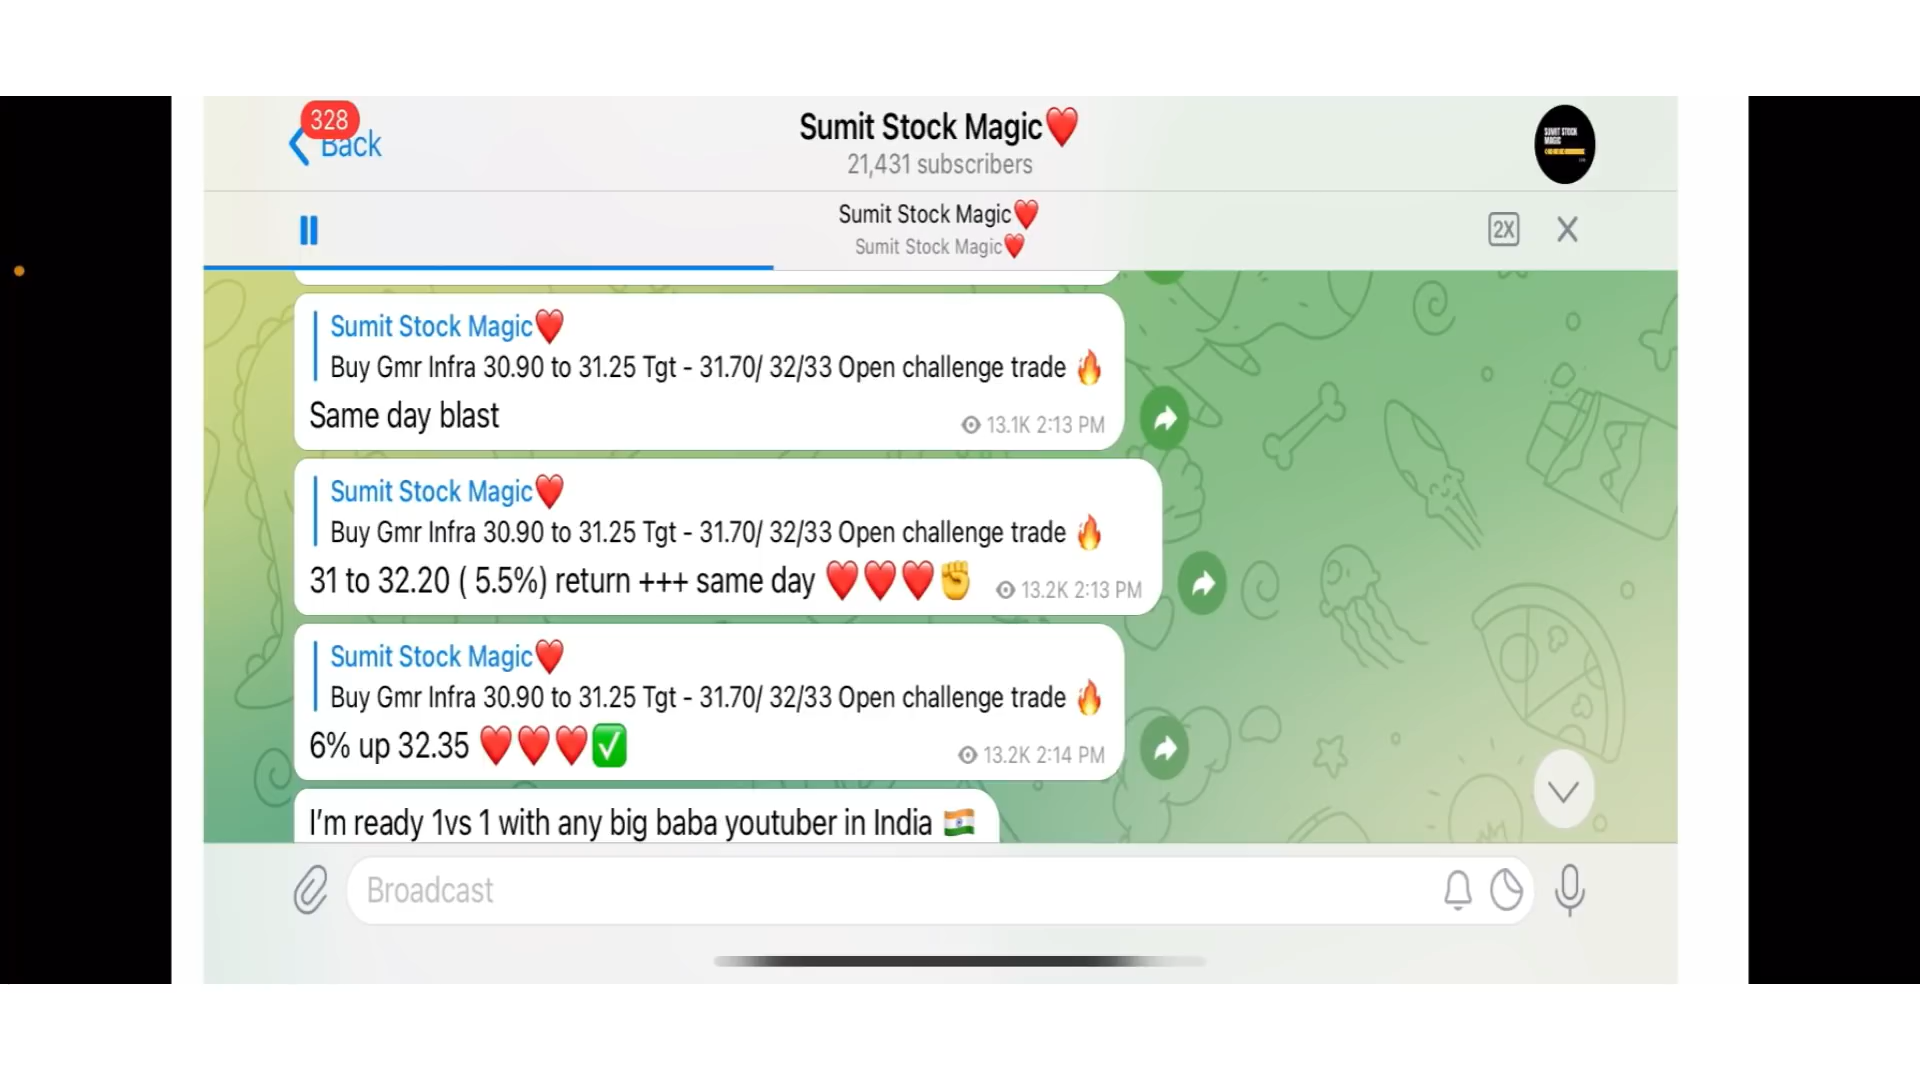 328
Back
Sumit Stock Magic❤️
21,431 subscribers
SUMIT STOCK
MAGIC
Sumit Stock Magic❤️
Sumit Stock Magic❤️
2X
Sumit Stock Magic❤️
Buy Gmr Infra 30.90 to 31.25 Tgt - 31.70/ 32/33 Open challenge trade 🔥
Same day blast
13.1K 2:13 PM
Sumit Stock Magic❤️
Buy Gmr Infra 30.90 to 31.25 Tgt - 31.70/ 32/33 Open challenge trade 🔥
31 to 32.20 ( 5.5%) return +++ same day ❤️❤️❤️✊
13.2K 2:13 PM
Sumit Stock Magic❤️
Buy Gmr Infra 30.90 to 31.25 Tgt - 31.70/ 32/33 Open challenge trade 🔥
6% up 32.35 ❤️❤️❤️✅
13.2K 2:14 PM
I'm ready 1vs 1 with any big baba youtuber in India 🇮🇳
Broadcast